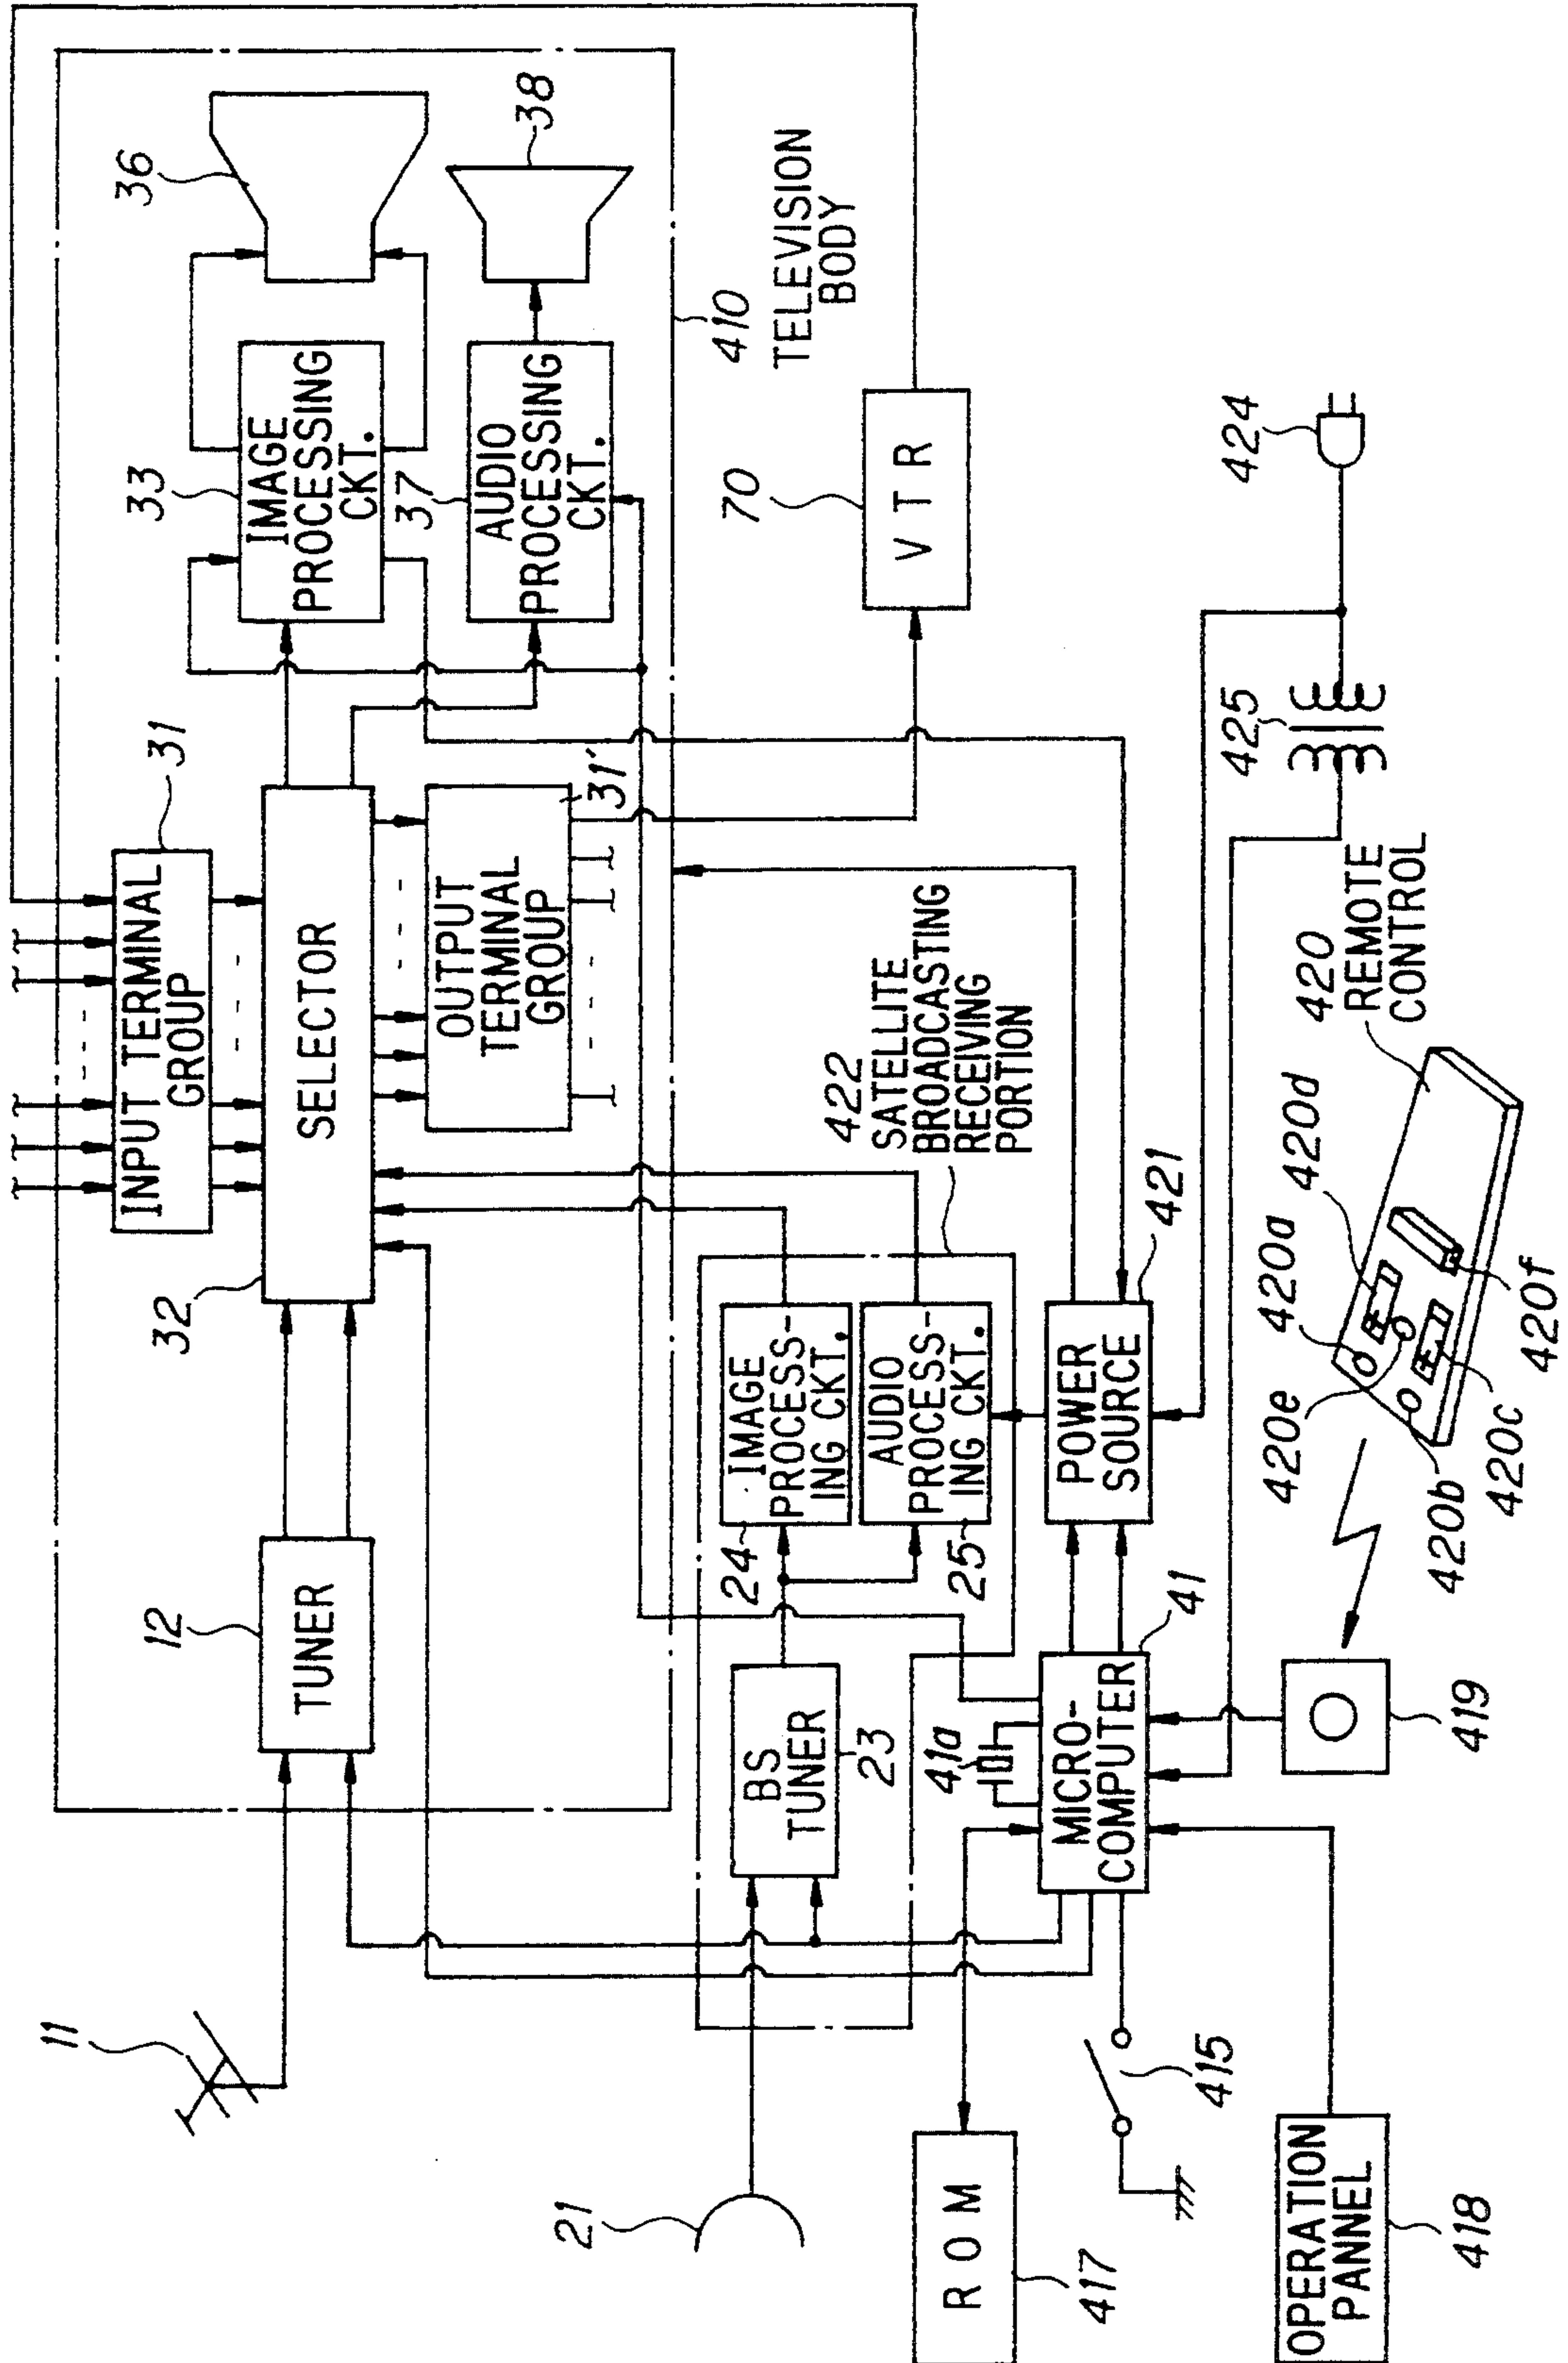 11
12
TUNER
32
SELECTOR
INPUT TERMINAL
GROUP
31
33
IMAGE
PROCESSING
CKT.
36
37
AUDIO
PROCESSING
CKT.
38
OUTPUT
TERMINAL
GROUP
31'
410
TELEVISION
BODY
21
BS
TUNER
23
24
IMAGE
PROCESS-
ING CKT.
AUDIO
PROCESS-
ING CKT.
25
422
SATELLITE
BROADCASTING
RECEIVING
PORTION
70
V T R
R O M
417
41a
MICRO-
COMPUTER
41
POWER
SOURCE
421
415
OPERATION
PANNEL
418
419
420
REMOTE
CONTROL
420a
420d
420e
420b
420c
420f
425
424